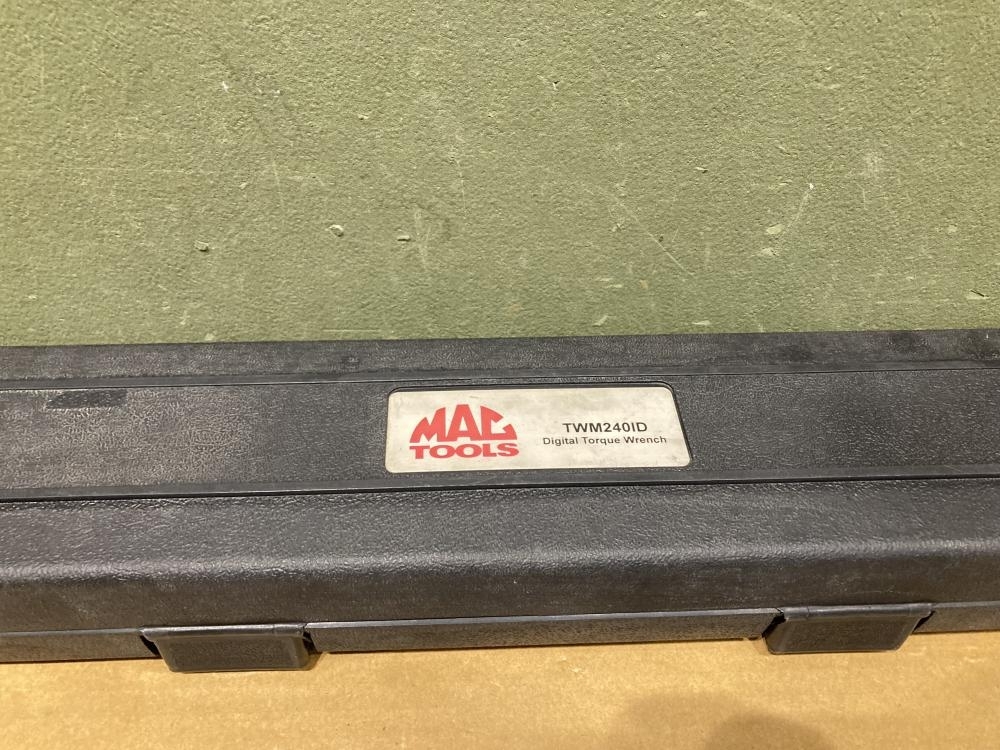 MAC
TOOLS
TWM240ID
Digital Torque Wrench